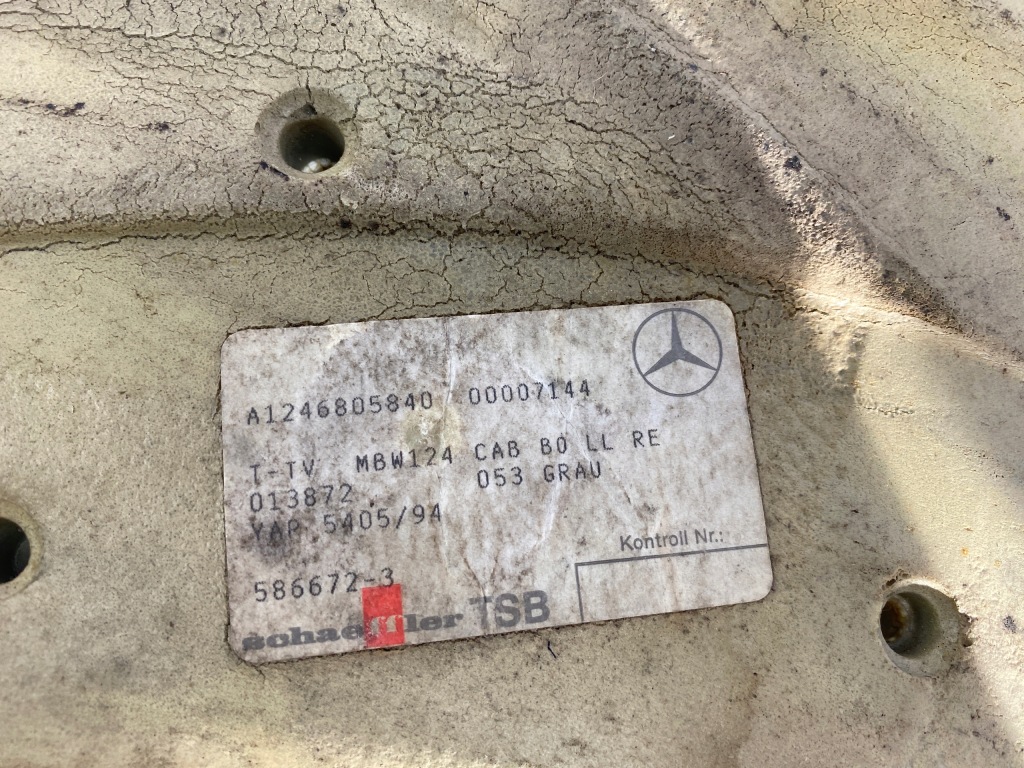 A1246805840 00007144
T-TV MBW124 CAB BO LL RE
013872 053 GRAU
YAP 5405/94
Kontroll Nr.:
586672-3
schaeffler TSB